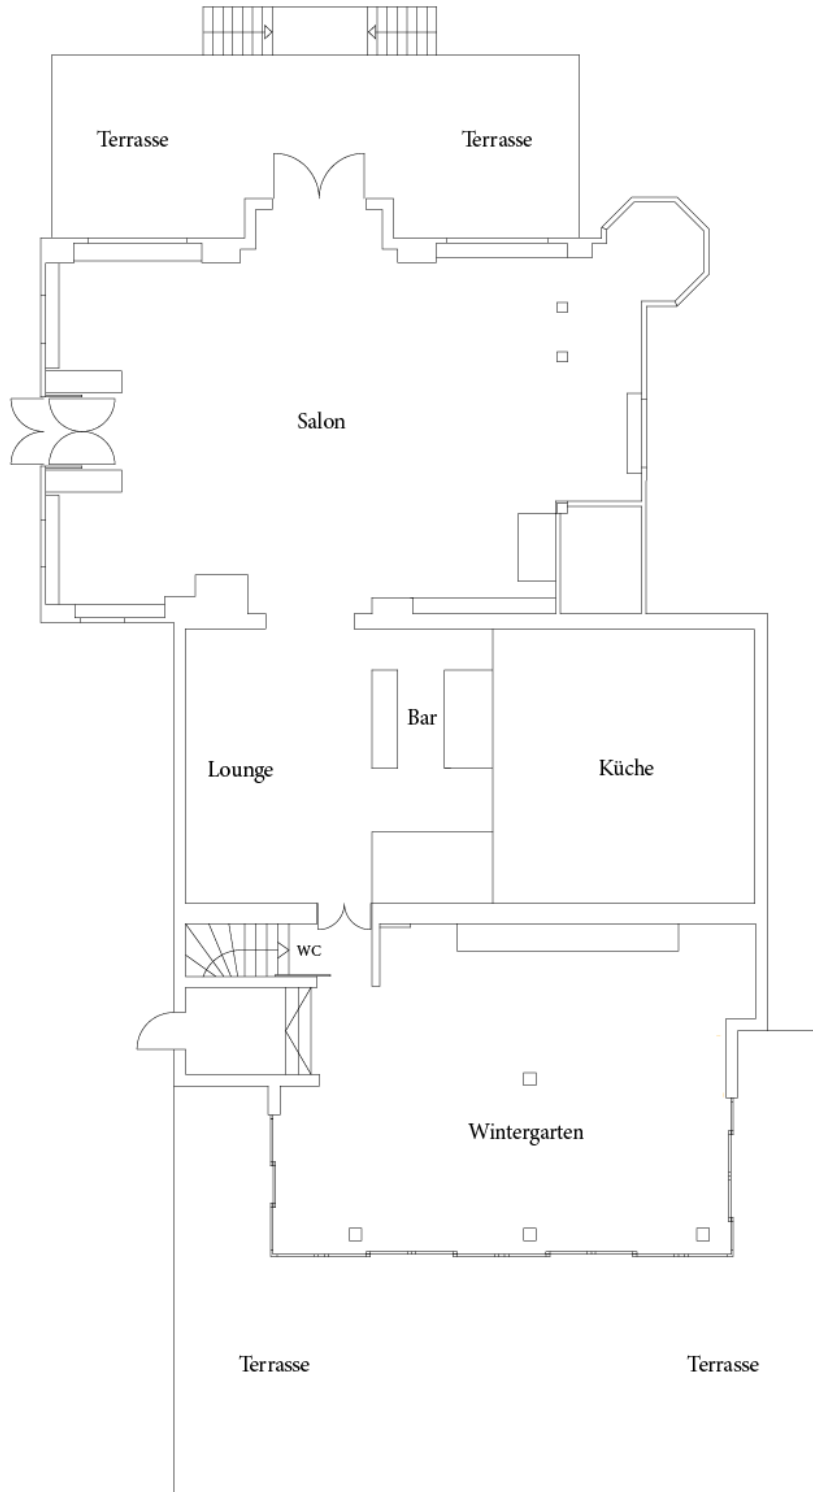 Terrasse
Terrasse
Salon
Bar
Lounge
Küche
WC
Wintergarten
Terrasse
Terrasse